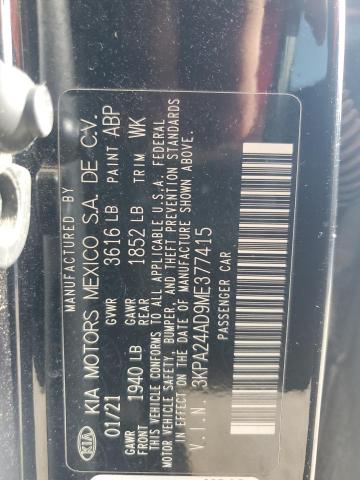 MANUFACTURED BY
KIA KIA MOTORS MEXICO S.A. DE C.V.
01/21 GVWR 3616 LB PAINT ABP
GAWR FRONT 1940 LB GAWR REAR 1852 LB TRIM WK
THIS VEHICLE CONFORMS TO ALL APPLICABLE U.S.A. FEDERAL
MOTOR VEHICLE SAFETY, BUMPER, AND THEFT PREVENTION STANDARDS
IN EFFECT ON THE DATE OF MANUFACTURE SHOWN ABOVE.
V.I.N. : 3KPA24AD9ME377415
PASSENGER CAR